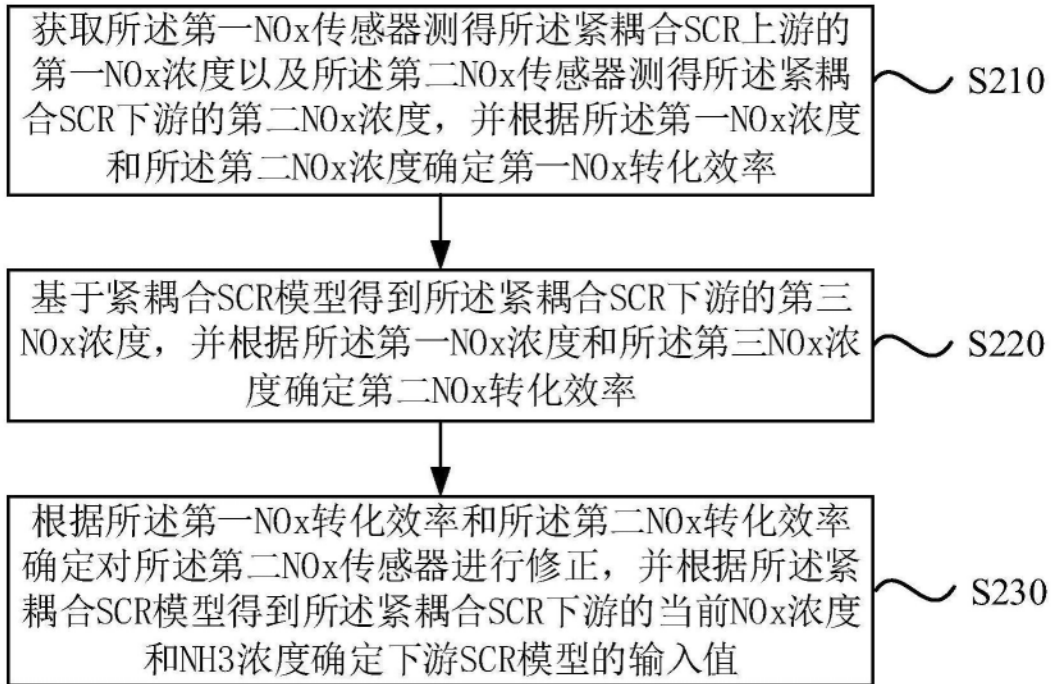 获取所述第一NOx传感器测得所述紧耦合SCR上游的
第一NOx浓度以及所述第二NOx传感器测得所述紧耦
合SCR下游的第二NOx浓度，并根据所述第一NOx浓度
和所述第二NOx浓度确定第一NOx转化效率
S210
基于紧耦合SCR模型得到所述紧耦合SCR下游的第三
NOx浓度，并根据所述第一NOx浓度和所述第三NOx浓
度确定第二NOx转化效率
S220
根据所述第一NOx转化效率和所述第二NOx转化效率
确定对所述第二NOx传感器进行修正，并根据所述紧
耦合SCR模型得到所述紧耦合SCR下游的当前NOx浓度
和NH3浓度确定下游SCR模型的输入值
S230